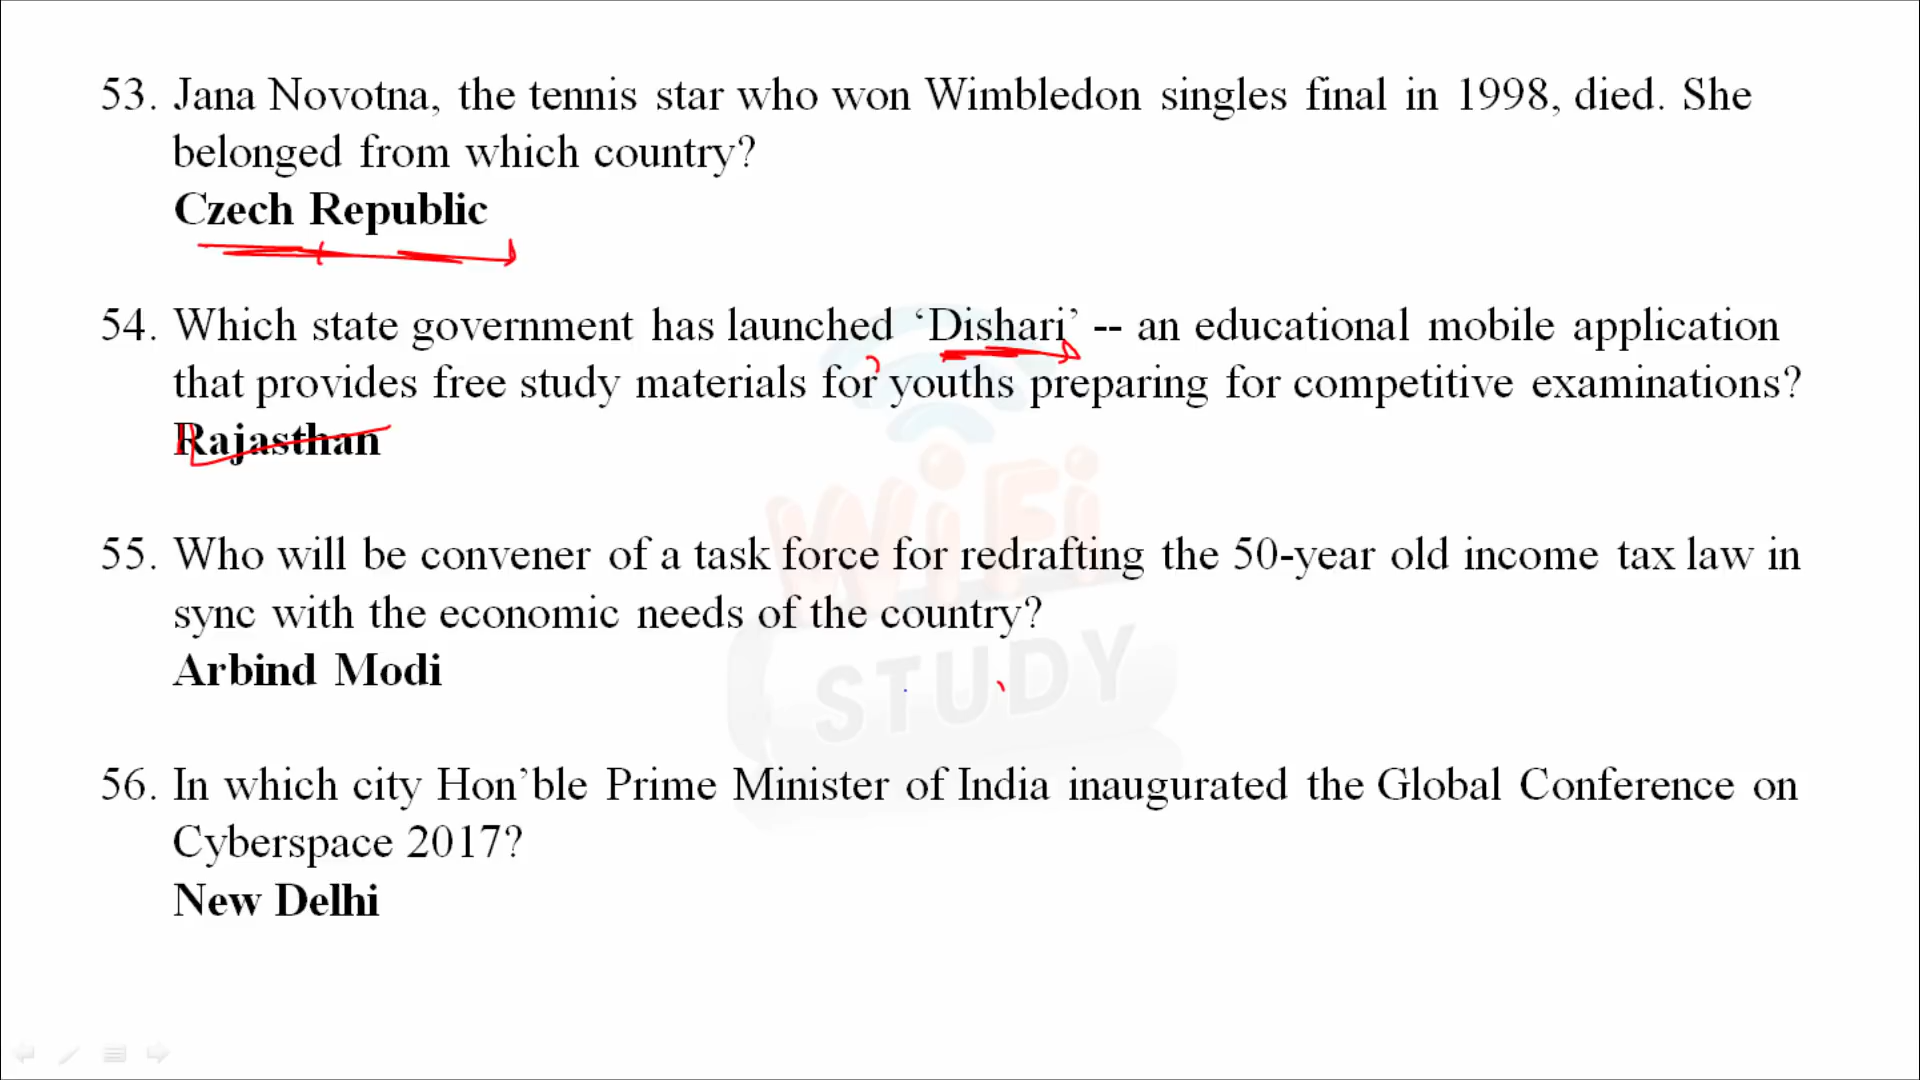 53. Jana Novotna, the tennis star who won Wimbledon singles final in 1998, died. She
belonged from which country?
Czech Republic
54. Which state government has launched ‘Dishari’ -- an educational mobile application
that provides free study materials for youths preparing for competitive examinations?
Rajasthan
55. Who will be convener of a task force for redrafting the 50-year old income tax law in
sync with the economic needs of the country?
Arbind Modi
56. In which city Hon’ble Prime Minister of India inaugurated the Global Conference on
Cyberspace 2017?
New Delhi
WiFi
STUDY